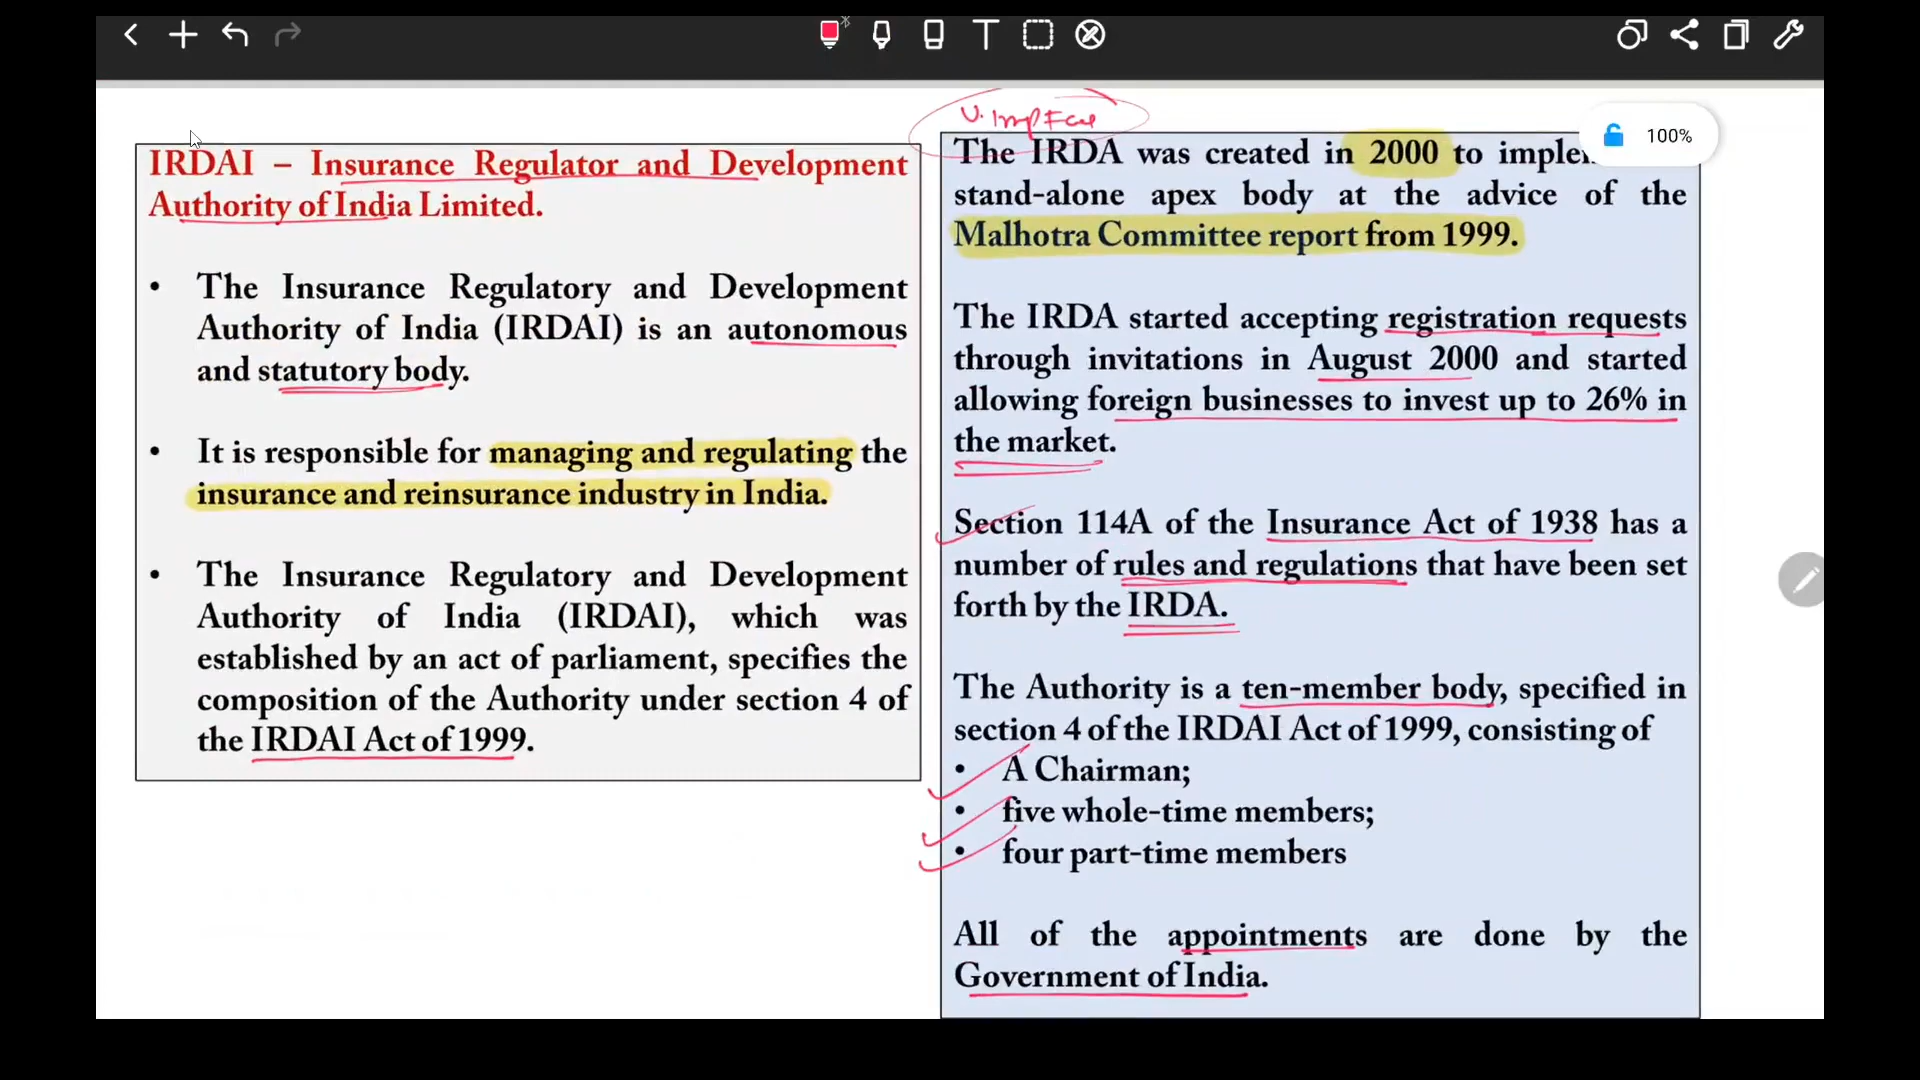 IRDAI – Insurance Regulator and Development
Authority of India Limited.
• The Insurance Regulatory and Development
Authority of India (IRDAI) is an autonomous
and statutory body.
• It is responsible for managing and regulating the
insurance and reinsurance industry in India.
• The Insurance Regulatory and Development
Authority of India (IRDAI), which was
established by an act of parliament, specifies the
composition of the Authority under section 4 of
the IRDAI Act of 1999.
V. Imp
The IRDA was created in 2000 to
stand-alone apex body at the advice of the
Malhotra Committee report from 1999.
The IRDA started accepting registration requests
through invitations in August 2000 and started
allowing foreign businesses to invest up to 26% in
the market.
Section 114A of the Insurance Act of 1938 has a
number of rules and regulations that have been set
forth by the IRDA.
The Authority is a ten-member body, specified in
section 4 of the IRDAI Act of 1999, consisting of
• A Chairman;
• five whole-time members;
• four part-time members
All of the appointments are done by the
Government of India.
100%